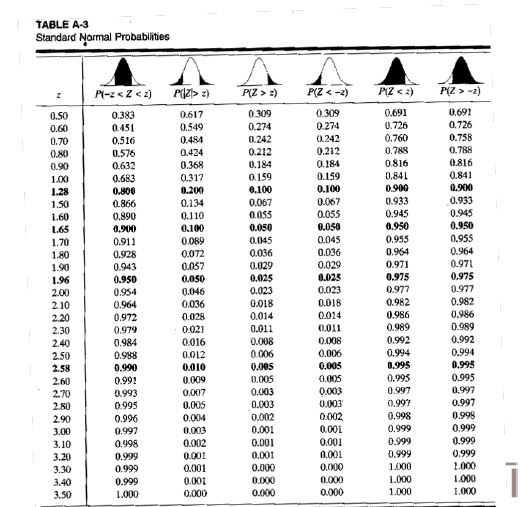 TABLE A-3
Standard Normal Probabilities
z P(−z < Z < z) P(|Z|> z) P(Z > z) P(Z < −z) P(Z < z) P(Z > −z)
0.50 0.383 0.617 0.309 0.309 0.691 0.691
0.60 0.451 0.549 0.274 0.274 0.726 0.726
0.70 0.516 0.484 0.242 0.242 0.760 0.758
0.80 0.576 0.424 0.212 0.212 0.788 0.788
0.90 0.632 0.368 0.184 0.184 0.816 0.816
1.00 0.683 0.317 0.159 0.159 0.841 0.841
1.28 0.800 0.200 0.100 0.100 0.900 0.900
1.50 0.866 0.134 0.067 0.067 0.933 0.933
1.60 0.890 0.110 0.055 0.055 0.945 0.945
1.65 0.900 0.100 0.050 0.050 0.950 0.950
1.70 0.911 0.089 0.045 0.045 0.955 0.955
1.80 0.928 0.072 0.036 0.036 0.964 0.964
1.90 0.943 0.057 0.029 0.029 0.971 0.971
1.96 0.950 0.050 0.025 0.025 0.975 0.975
2.00 0.954 0.046 0.023 0.023 0.977 0.977
2.10 0.964 0.036 0.018 0.018 0.982 0.982
2.20 0.972 0.028 0.014 0.014 0.986 0.986
2.30 0.979 0.021 0.011 0.011 0.989 0.989
2.40 0.984 0.016 0.008 0.008 0.992 0.992
2.50 0.988 0.012 0.006 0.006 0.994 0.994
2.58 0.990 0.010 0.005 0.005 0.995 0.995
2.60 0.991 0.009 0.005 0.005 0.995 0.995
2.70 0.993 0.007 0.003 0.003 0.997 0.997
2.80 0.995 0.005 0.003 0.003 0.997 0.997
2.90 0.996 0.004 0.002 0.002 0.998 0.998
3.00 0.997 0.003 0.001 0.001 0.999 0.999
3.10 0.998 0.002 0.001 0.001 0.999 0.999
3.20 0.999 0.001 0.001 0.001 0.999 0.999
3.30 0.999 0.001 0.000 0.000 1.000 1.000
3.40 0.999 0.001 0.000 0.000 1.000 1.000
3.50 1.000 0.000 0.000 0.000 1.000 1.000